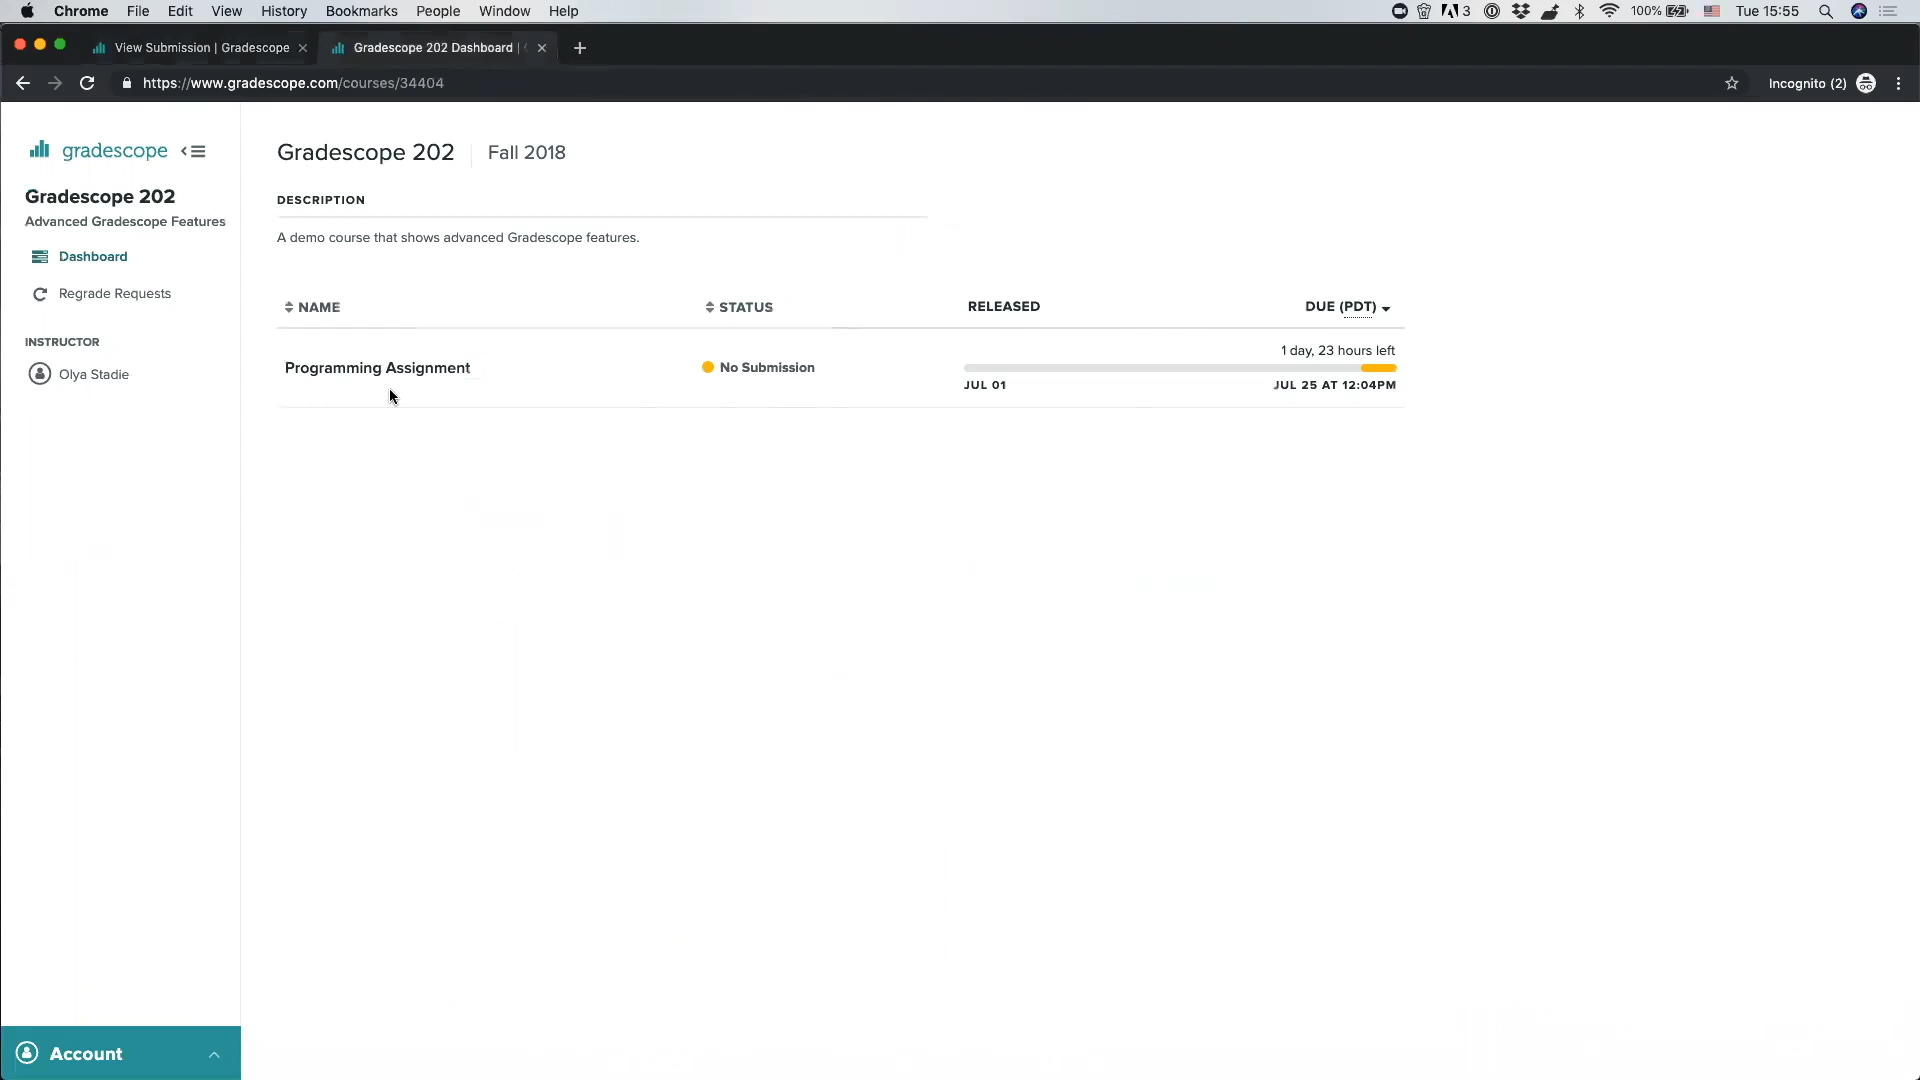 Chrome File Edit View History Bookmarks People Window Help
3 100% Tue 15:55
View Submission | Gradescope
Gradescope 202 Dashboard |
https://www.gradescope.com/courses/34404
Incognito (2)
gradescope
Gradescope 202
Advanced Gradescope Features
Dashboard
Regrade Requests
INSTRUCTOR
Olya Stadie
Account
Gradescope 202 Fall 2018
DESCRIPTION
A demo course that shows advanced Gradescope features.
NAME STATUS RELEASED DUE (PDT)
1 day, 23 hours left
Programming Assignment No Submission
JUL 01 JUL 25 AT 12:04PM